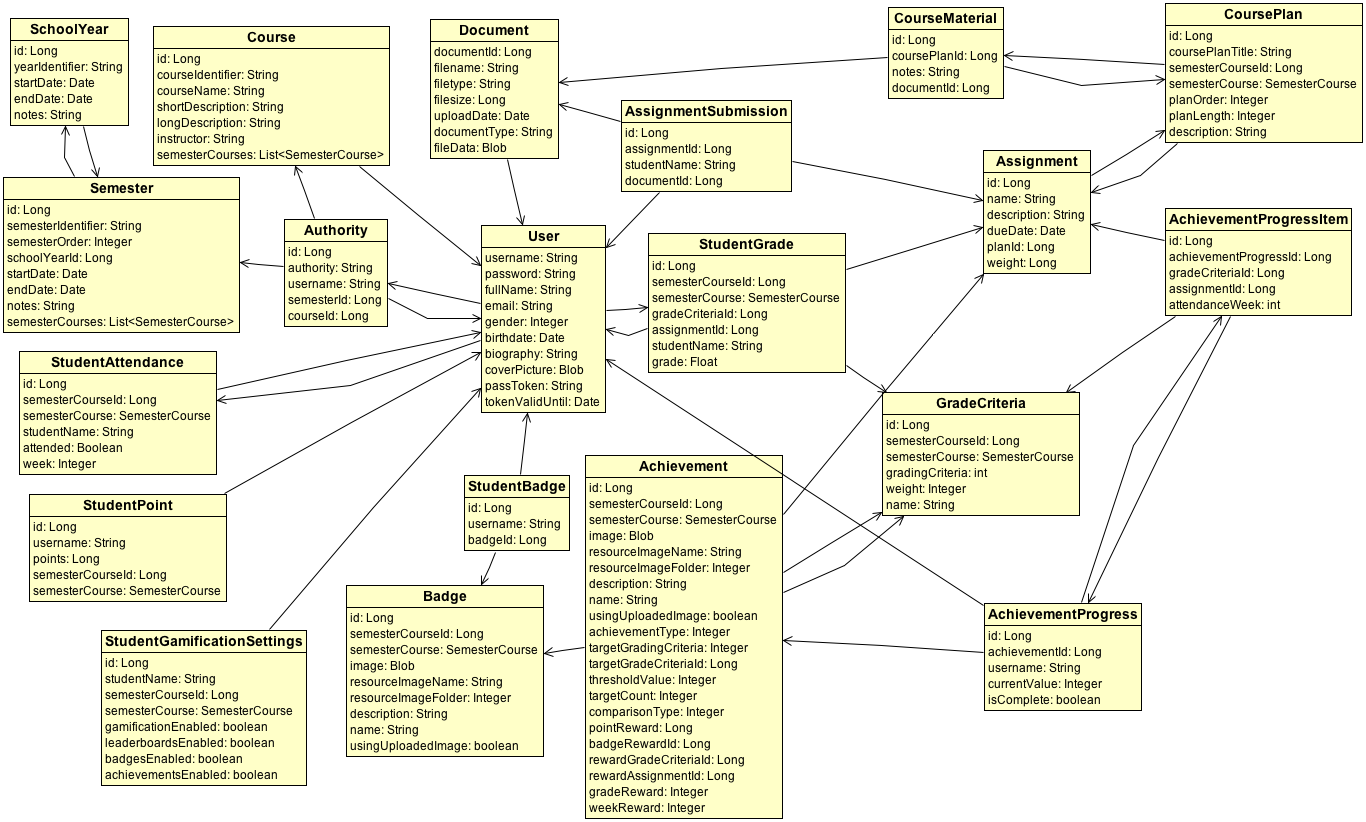 SchoolYear
id: Long
yearIdentifier: String
startDate: Date
endDate: Date
notes: String
Course
id: Long
courseIdentifier: String
courseName: String
shortDescription: String
longDescription: String
instructor: String
semesterCourses: List<SemesterCourse>
Document
documentId: Long
filename: String
filetype: String
filesize: Long
uploadDate: Date
documentType: String
fileData: Blob
CourseMaterial
id: Long
coursePlanId: Long
notes: String
documentId: Long
CoursePlan
id: Long
coursePlanTitle: String
semesterCourseId: Long
semesterCourse: SemesterCourse
planOrder: Integer
planLength: Integer
description: String
AssignmentSubmission
id: Long
assignmentId: Long
studentName: String
documentId: Long
Assignment
id: Long
name: String
description: String
dueDate: Date
planId: Long
weight: Long
Semester
id: Long
semesterIdentifier: String
semesterOrder: Integer
schoolYearId: Long
startDate: Date
endDate: Date
notes: String
semesterCourses: List<SemesterCourse>
Authority
id: Long
authority: String
username: String
semesterId: Long
courseId: Long
User
username: String
password: String
fullName: String
email: String
gender: Integer
birthdate: Date
biography: String
coverPicture: Blob
passToken: String
tokenValidUntil: Date
StudentGrade
id: Long
semesterCourseId: Long
semesterCourse: SemesterCourse
gradeCriteriaId: Long
assignmentId: Long
studentName: String
grade: Float
AchievementProgressItem
id: Long
achievementProgressId: Long
gradeCriteriaId: Long
assignmentId: Long
attendanceWeek: int
StudentAttendance
id: Long
semesterCourseId: Long
semesterCourse: SemesterCourse
studentName: String
attended: Boolean
week: Integer
GradeCriteria
id: Long
semesterCourseId: Long
semesterCourse: SemesterCourse
gradingCriteria: int
weight: Integer
name: String
StudentPoint
id: Long
username: String
points: Long
semesterCourseId: Long
semesterCourse: SemesterCourse
StudentBadge
id: Long
username: String
badgeId: Long
Achievement
id: Long
semesterCourseId: Long
semesterCourse: SemesterCourse
image: Blob
resourceImageName: String
resourceImageFolder: Integer
description: String
name: String
usingUploadedImage: boolean
achievementType: Integer
targetGradingCriteria: Integer
targetGradeCriteriaId: Long
thresholdValue: Integer
targetCount: Integer
comparisonType: Integer
pointReward: Long
badgeRewardId: Long
rewardGradeCriteriaId: Long
rewardAssignmentId: Long
gradeReward: Integer
weekReward: Integer
Badge
id: Long
semesterCourseId: Long
semesterCourse: SemesterCourse
image: Blob
resourceImageName: String
resourceImageFolder: Integer
description: String
name: String
usingUploadedImage: boolean
AchievementProgress
id: Long
achievementId: Long
username: String
currentValue: Integer
isComplete: boolean
StudentGamificationSettings
id: Long
studentName: String
semesterCourseId: Long
semesterCourse: SemesterCourse
gamificationEnabled: boolean
leaderboardsEnabled: boolean
badgesEnabled: boolean
achievementsEnabled: boolean